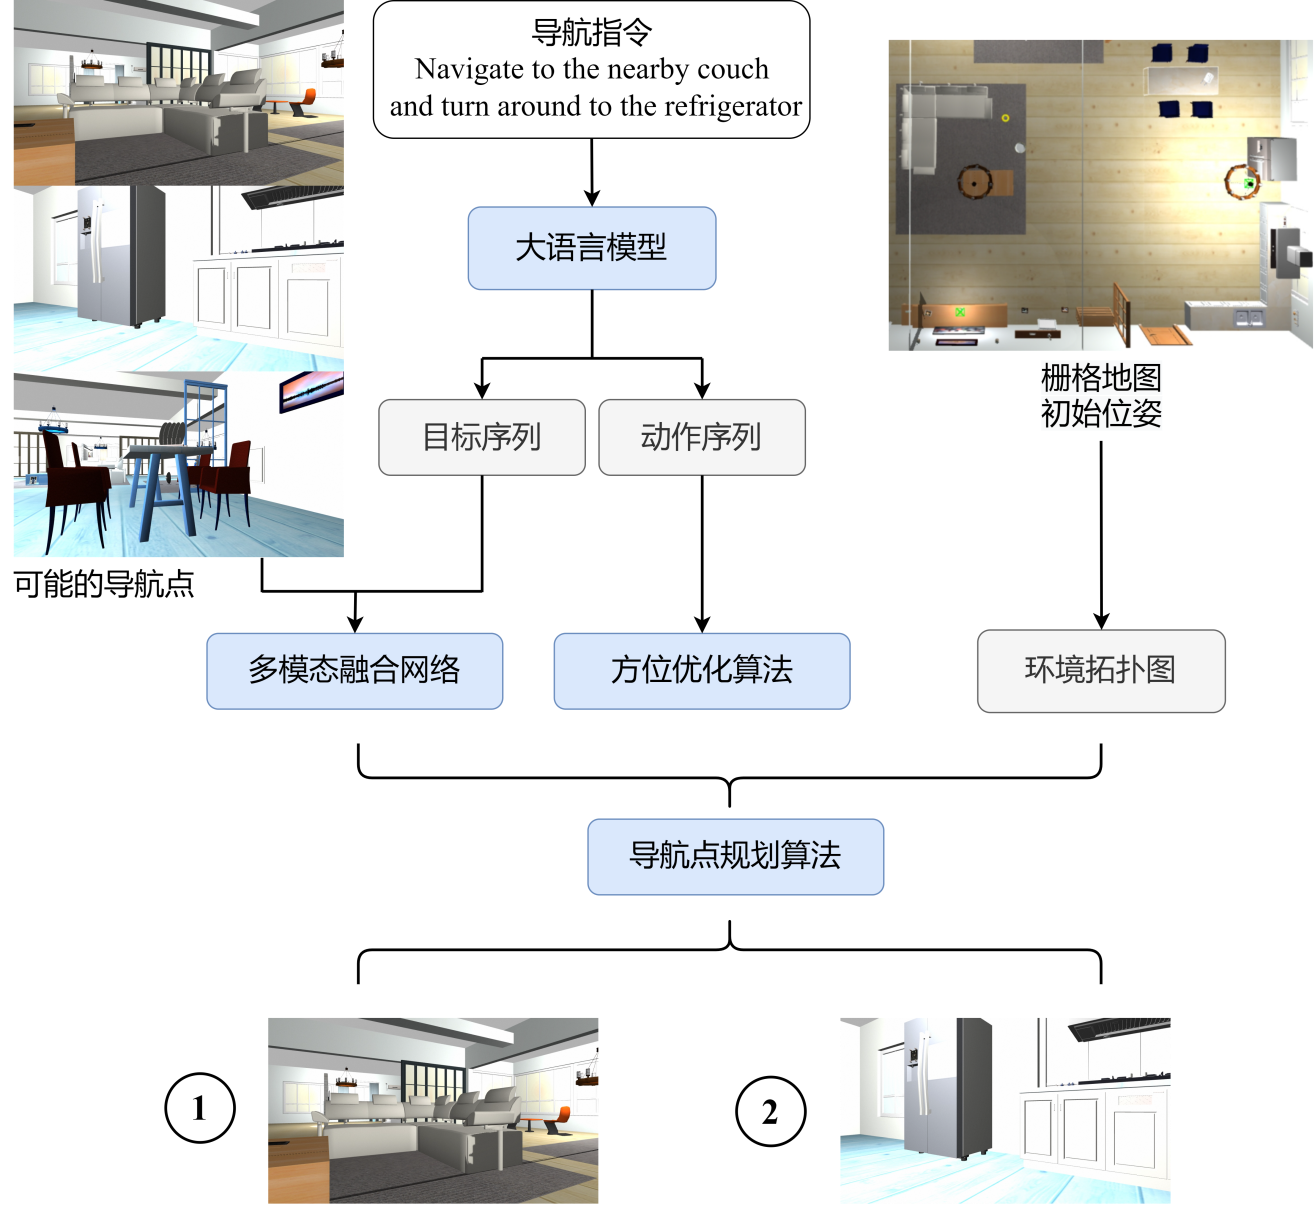 导航指令
Navigate to the nearby couch
and turn around to the refrigerator
大语言模型
目标序列
动作序列
栅格地图
初始位姿
可能的导航点
多模态融合网络
方位优化算法
环境拓扑图
导航点规划算法
1
2